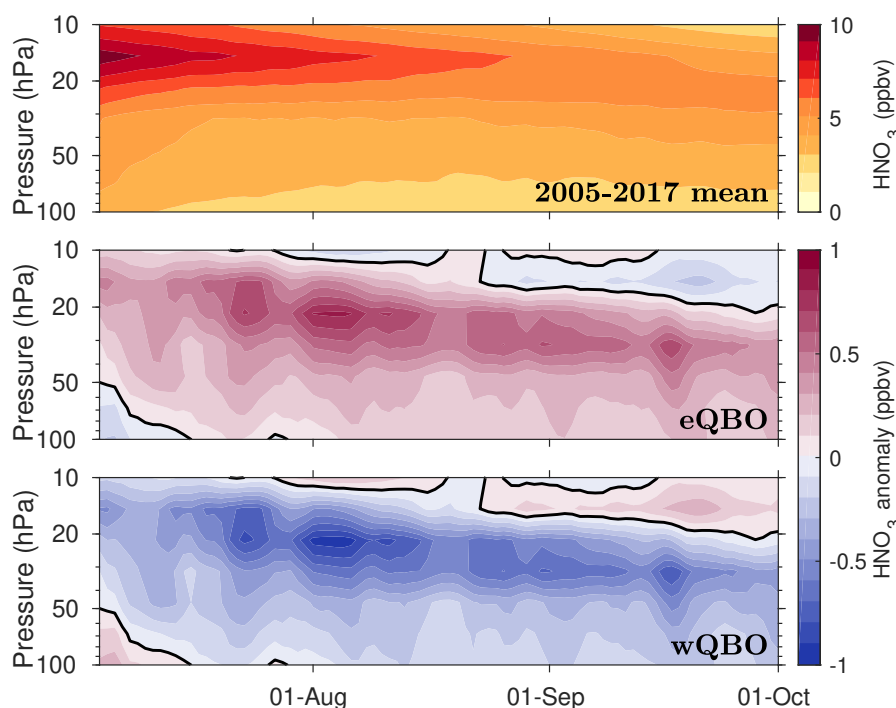 10
20
50
100
Pressure (hPa)
2005-2017 mean
10
5
0
HNO3 (ppbv)
10
20
50
100
Pressure (hPa)
eQBO
10
20
50
100
Pressure (hPa)
wQBO
1
0.5
0
-0.5
-1
HNO3 anomaly (ppbv)
01-Aug
01-Sep
01-Oct